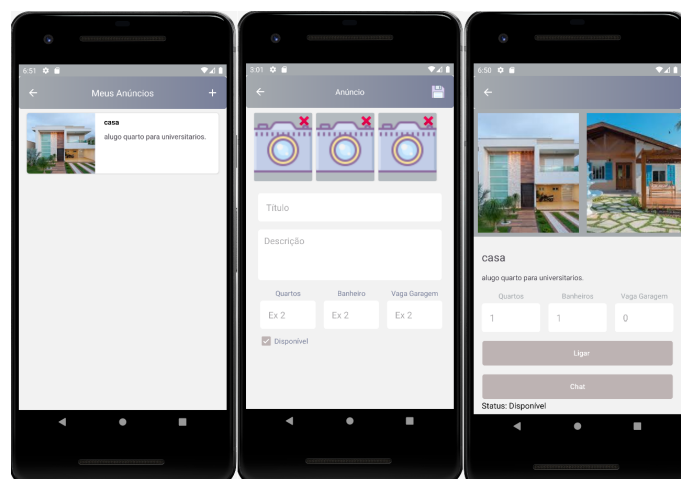 6:51
Meus Anúncios
+
casa
alugo quarto para universitarios.
3:01
Anúncio
Título
Descrição
Quartos Banheiro Vaga Garagem
Ex 2 Ex 2 Ex 2
Disponível
6:50
casa
alugo quarto para universitarios.
Quartos Banheiros Vaga Garagem
1 1 0
Ligar
Chat
Status: Disponível